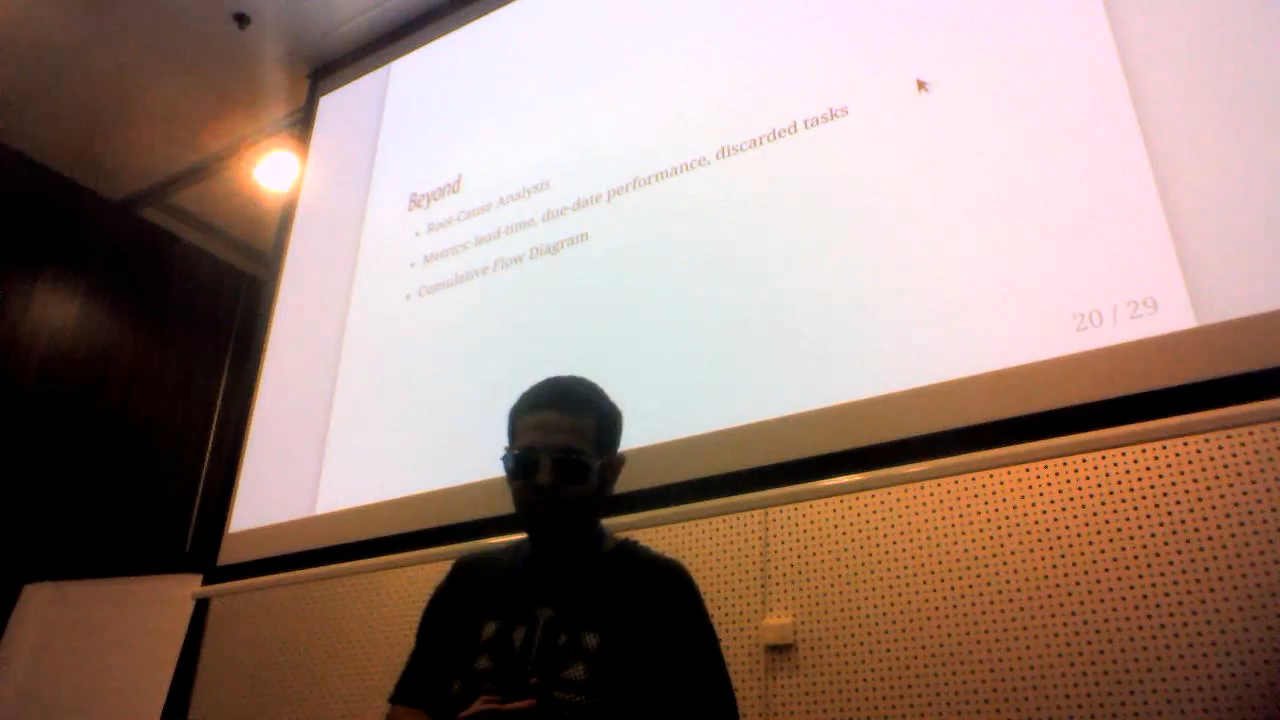 Beyond
• Root-Cause Analysis
• Metrics: lead-time, due-date performance, discarded tasks
• Cumulative Flow Diagram
20 / 29